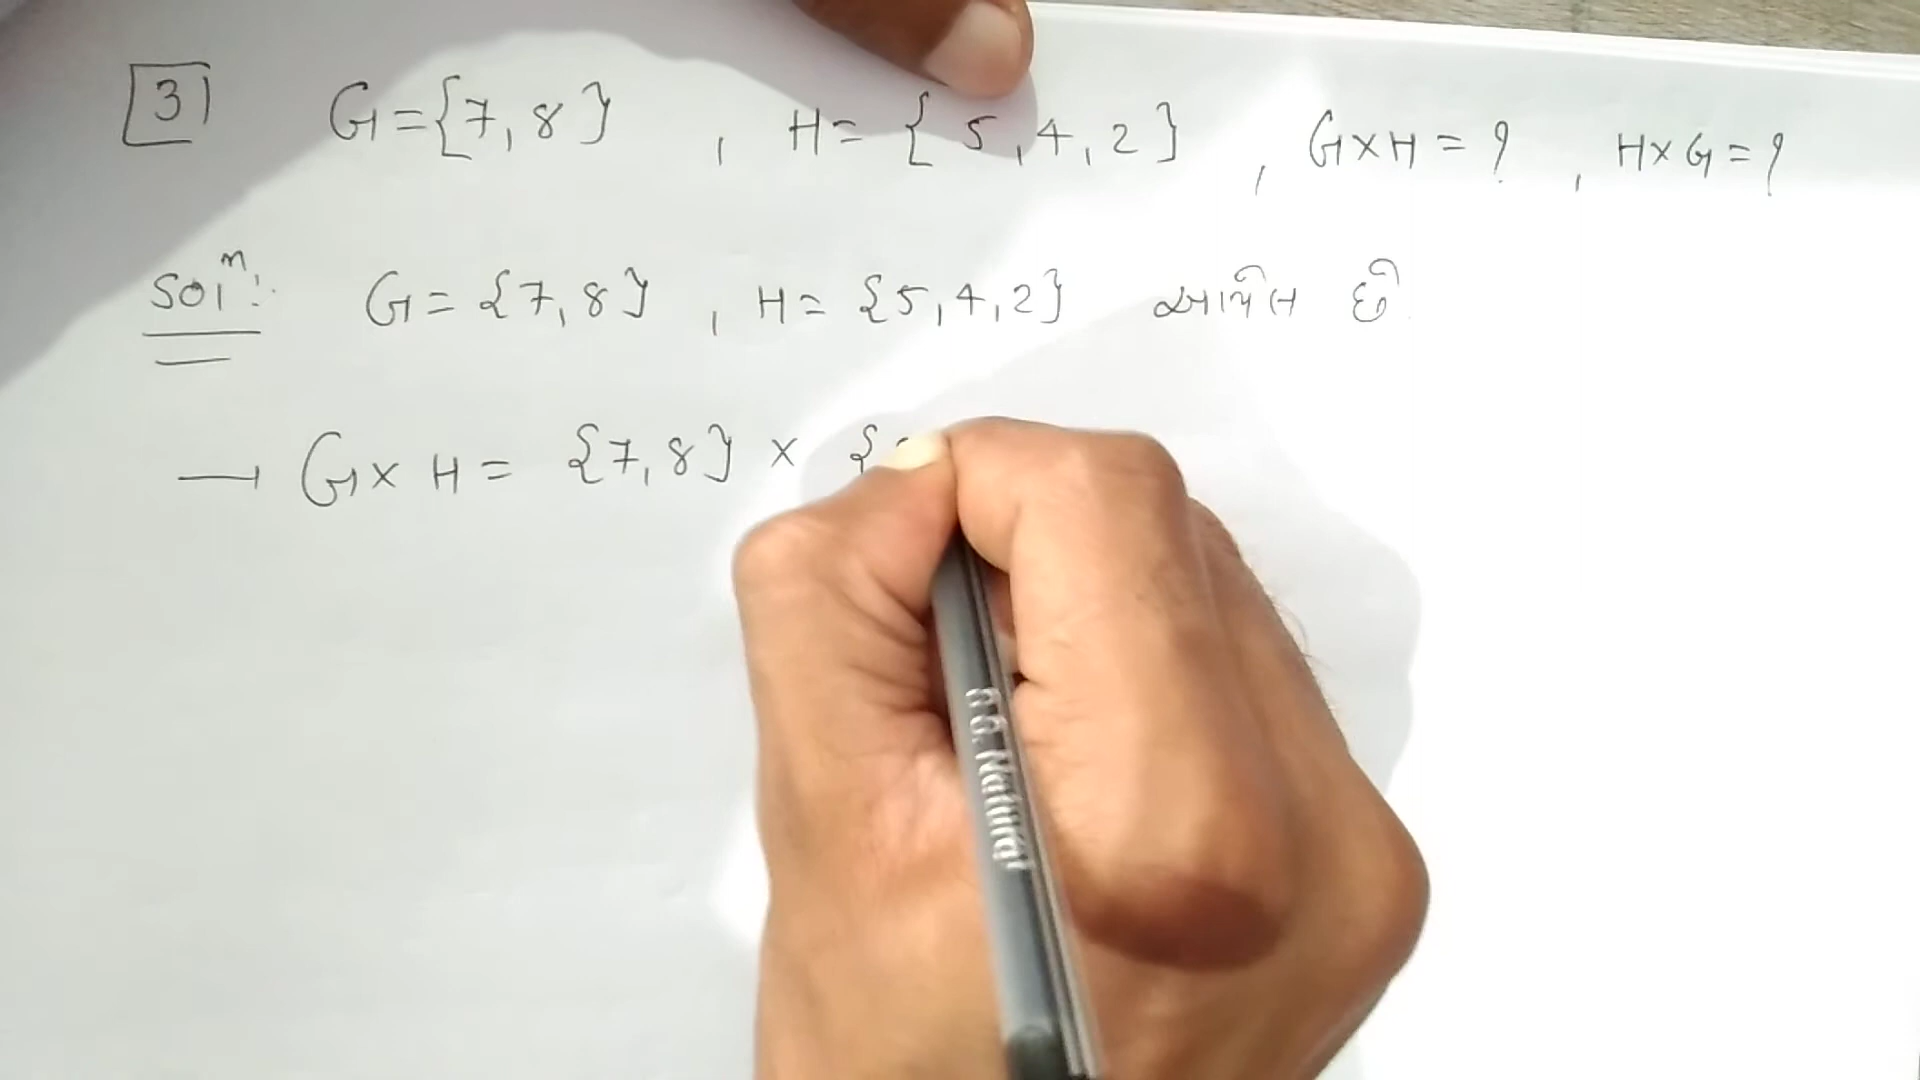 3) G={7,8} , H= {5,4,2} , G×H = ? , H×G = ?
Solⁿ: G= {7,8} , H= {5,4,2} આપેલ છે
→ G× H= {7,8} × {
Natural